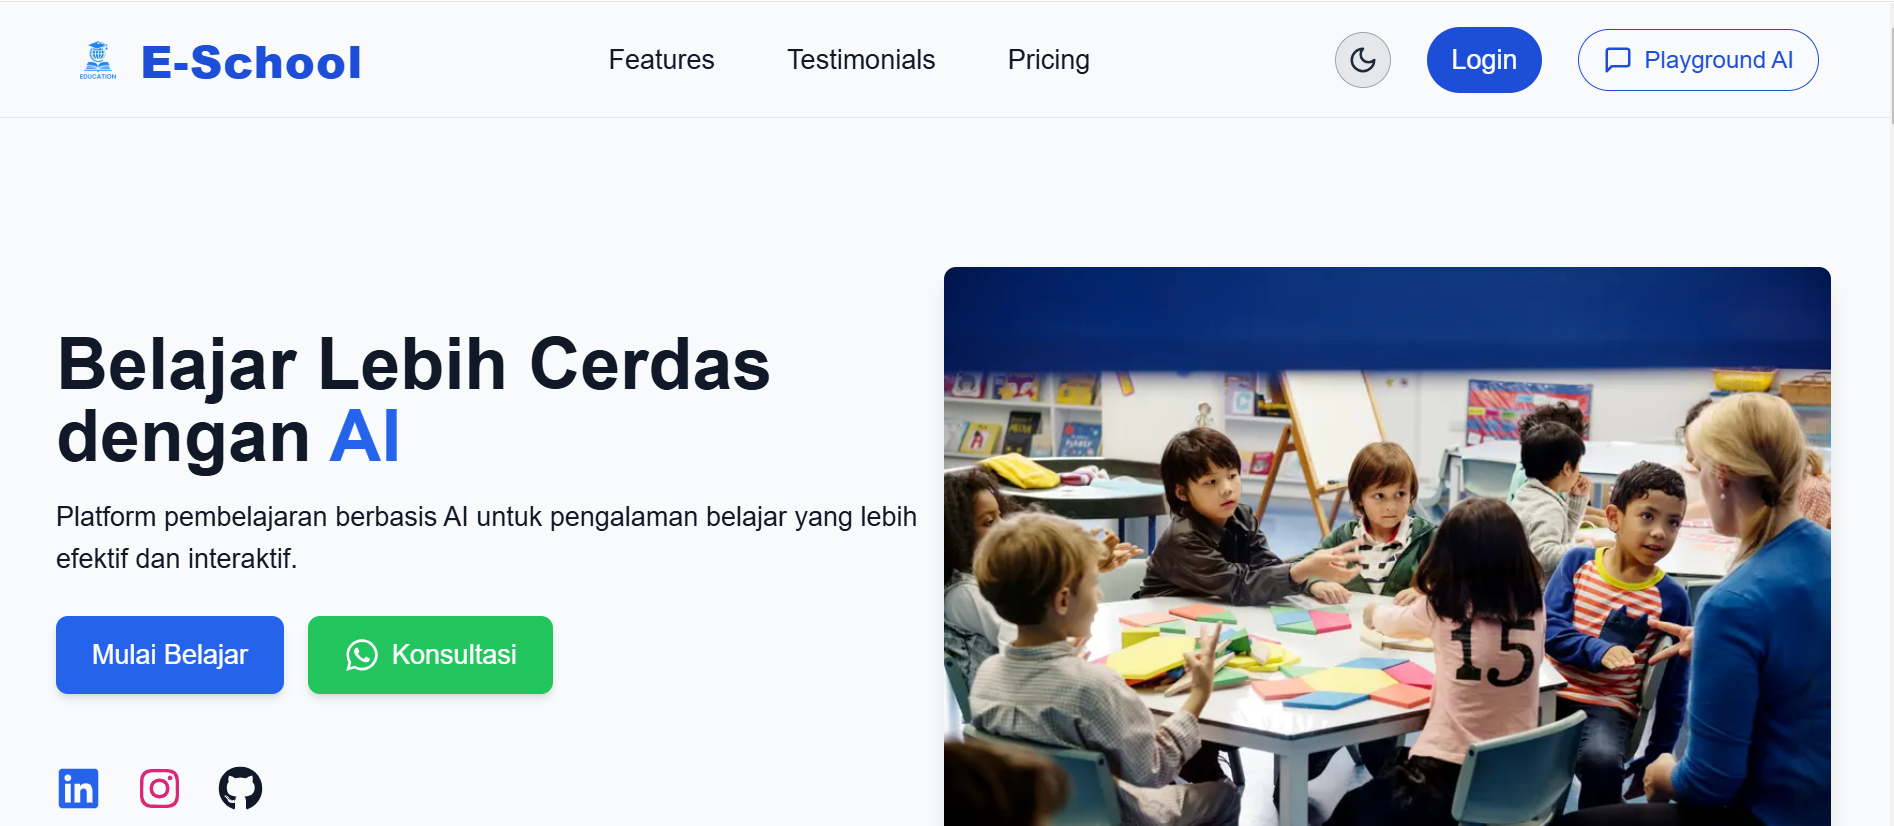 EDUCATION
E-School
Features
Testimonials
Pricing
Login
Playground AI
Belajar Lebih Cerdas
dengan AI
Platform pembelajaran berbasis AI untuk pengalaman belajar yang lebih
efektif dan interaktif.
Mulai Belajar
Konsultasi
in
15